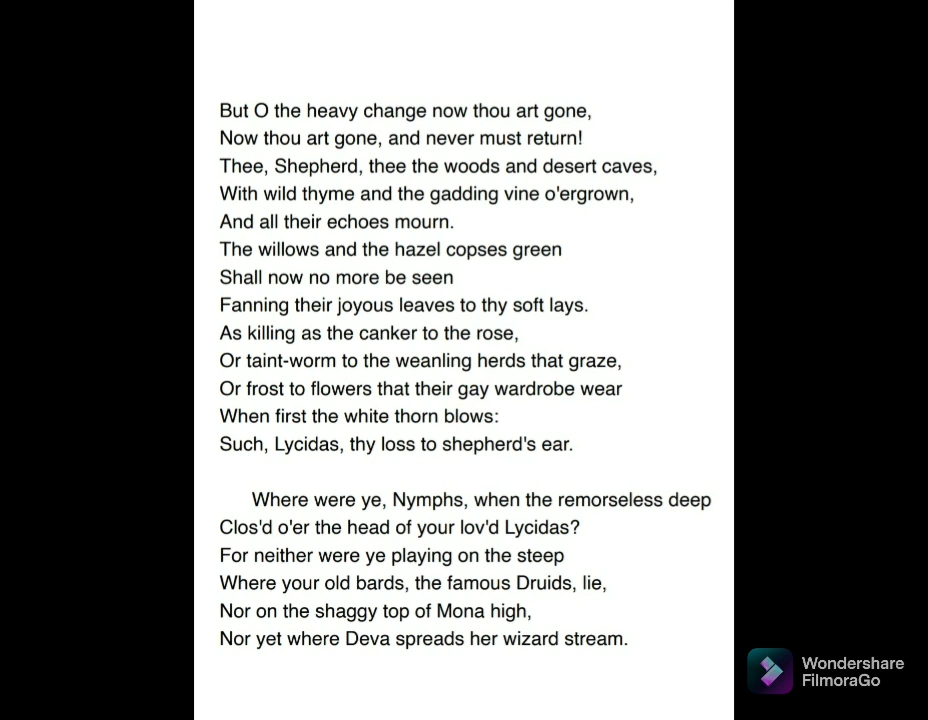 But O the heavy change now thou art gone,
Now thou art gone, and never must return!
Thee, Shepherd, thee the woods and desert caves,
With wild thyme and the gadding vine o'ergrown,
And all their echoes mourn.
The willows and the hazel copses green
Shall now no more be seen
Fanning their joyous leaves to thy soft lays.
As killing as the canker to the rose,
Or taint-worm to the weanling herds that graze,
Or frost to flowers that their gay wardrobe wear
When first the white thorn blows:
Such, Lycidas, thy loss to shepherd's ear.
Where were ye, Nymphs, when the remorseless deep
Clos'd o'er the head of your lov'd Lycidas?
For neither were ye playing on the steep
Where your old bards, the famous Druids, lie,
Nor on the shaggy top of Mona high,
Nor yet where Deva spreads her wizard stream.
Wondershare
FilmoraGo